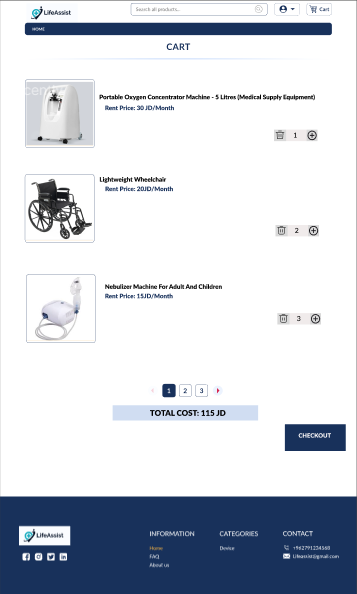 LifeAssist
Search all products...
Cart
HOME
CART
Portable Oxygen Concentrator Machine - 5 Litres (Medical Supply Equipment)
Rent Price: 30 JD/Month
1
Lightweight Wheelchair
Rent Price: 20JD/Month
2
Nebulizer Machine For Adult And Children
Rent Price: 15JD/Month
3
1 2 3
TOTAL COST: 115 JD
CHECKOUT
LifeAssist
INFORMATION
Home
FAQ
About us
CATEGORIES
Device
CONTACT
+962791234568
Lifeassist@gmail.com